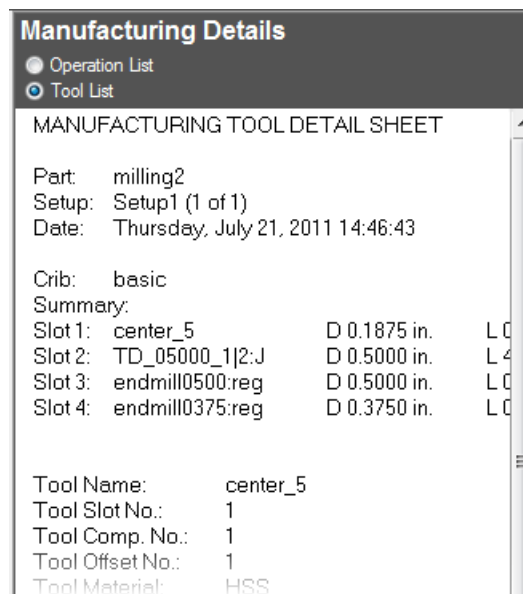 Manufacturing Details
Operation List
Tool List
MANUFACTURING TOOL DETAIL SHEET
Part: milling2
Setup: Setup1 (1 of 1)
Date: Thursday, July 21, 2011 14:46:43
Crib: basic
Summary:
Slot 1: center_5 D 0.1875 in. L
Slot 2: TD_05000_1|2:J D 0.5000 in. L 4
Slot 3: endmill0500:reg D 0.5000 in. L
Slot 4: endmill0375:reg D 0.3750 in. L
Tool Name: center_5
Tool Slot No.: 1
Tool Comp. No.: 1
Tool Offset No.: 1
Tool Material: HSS